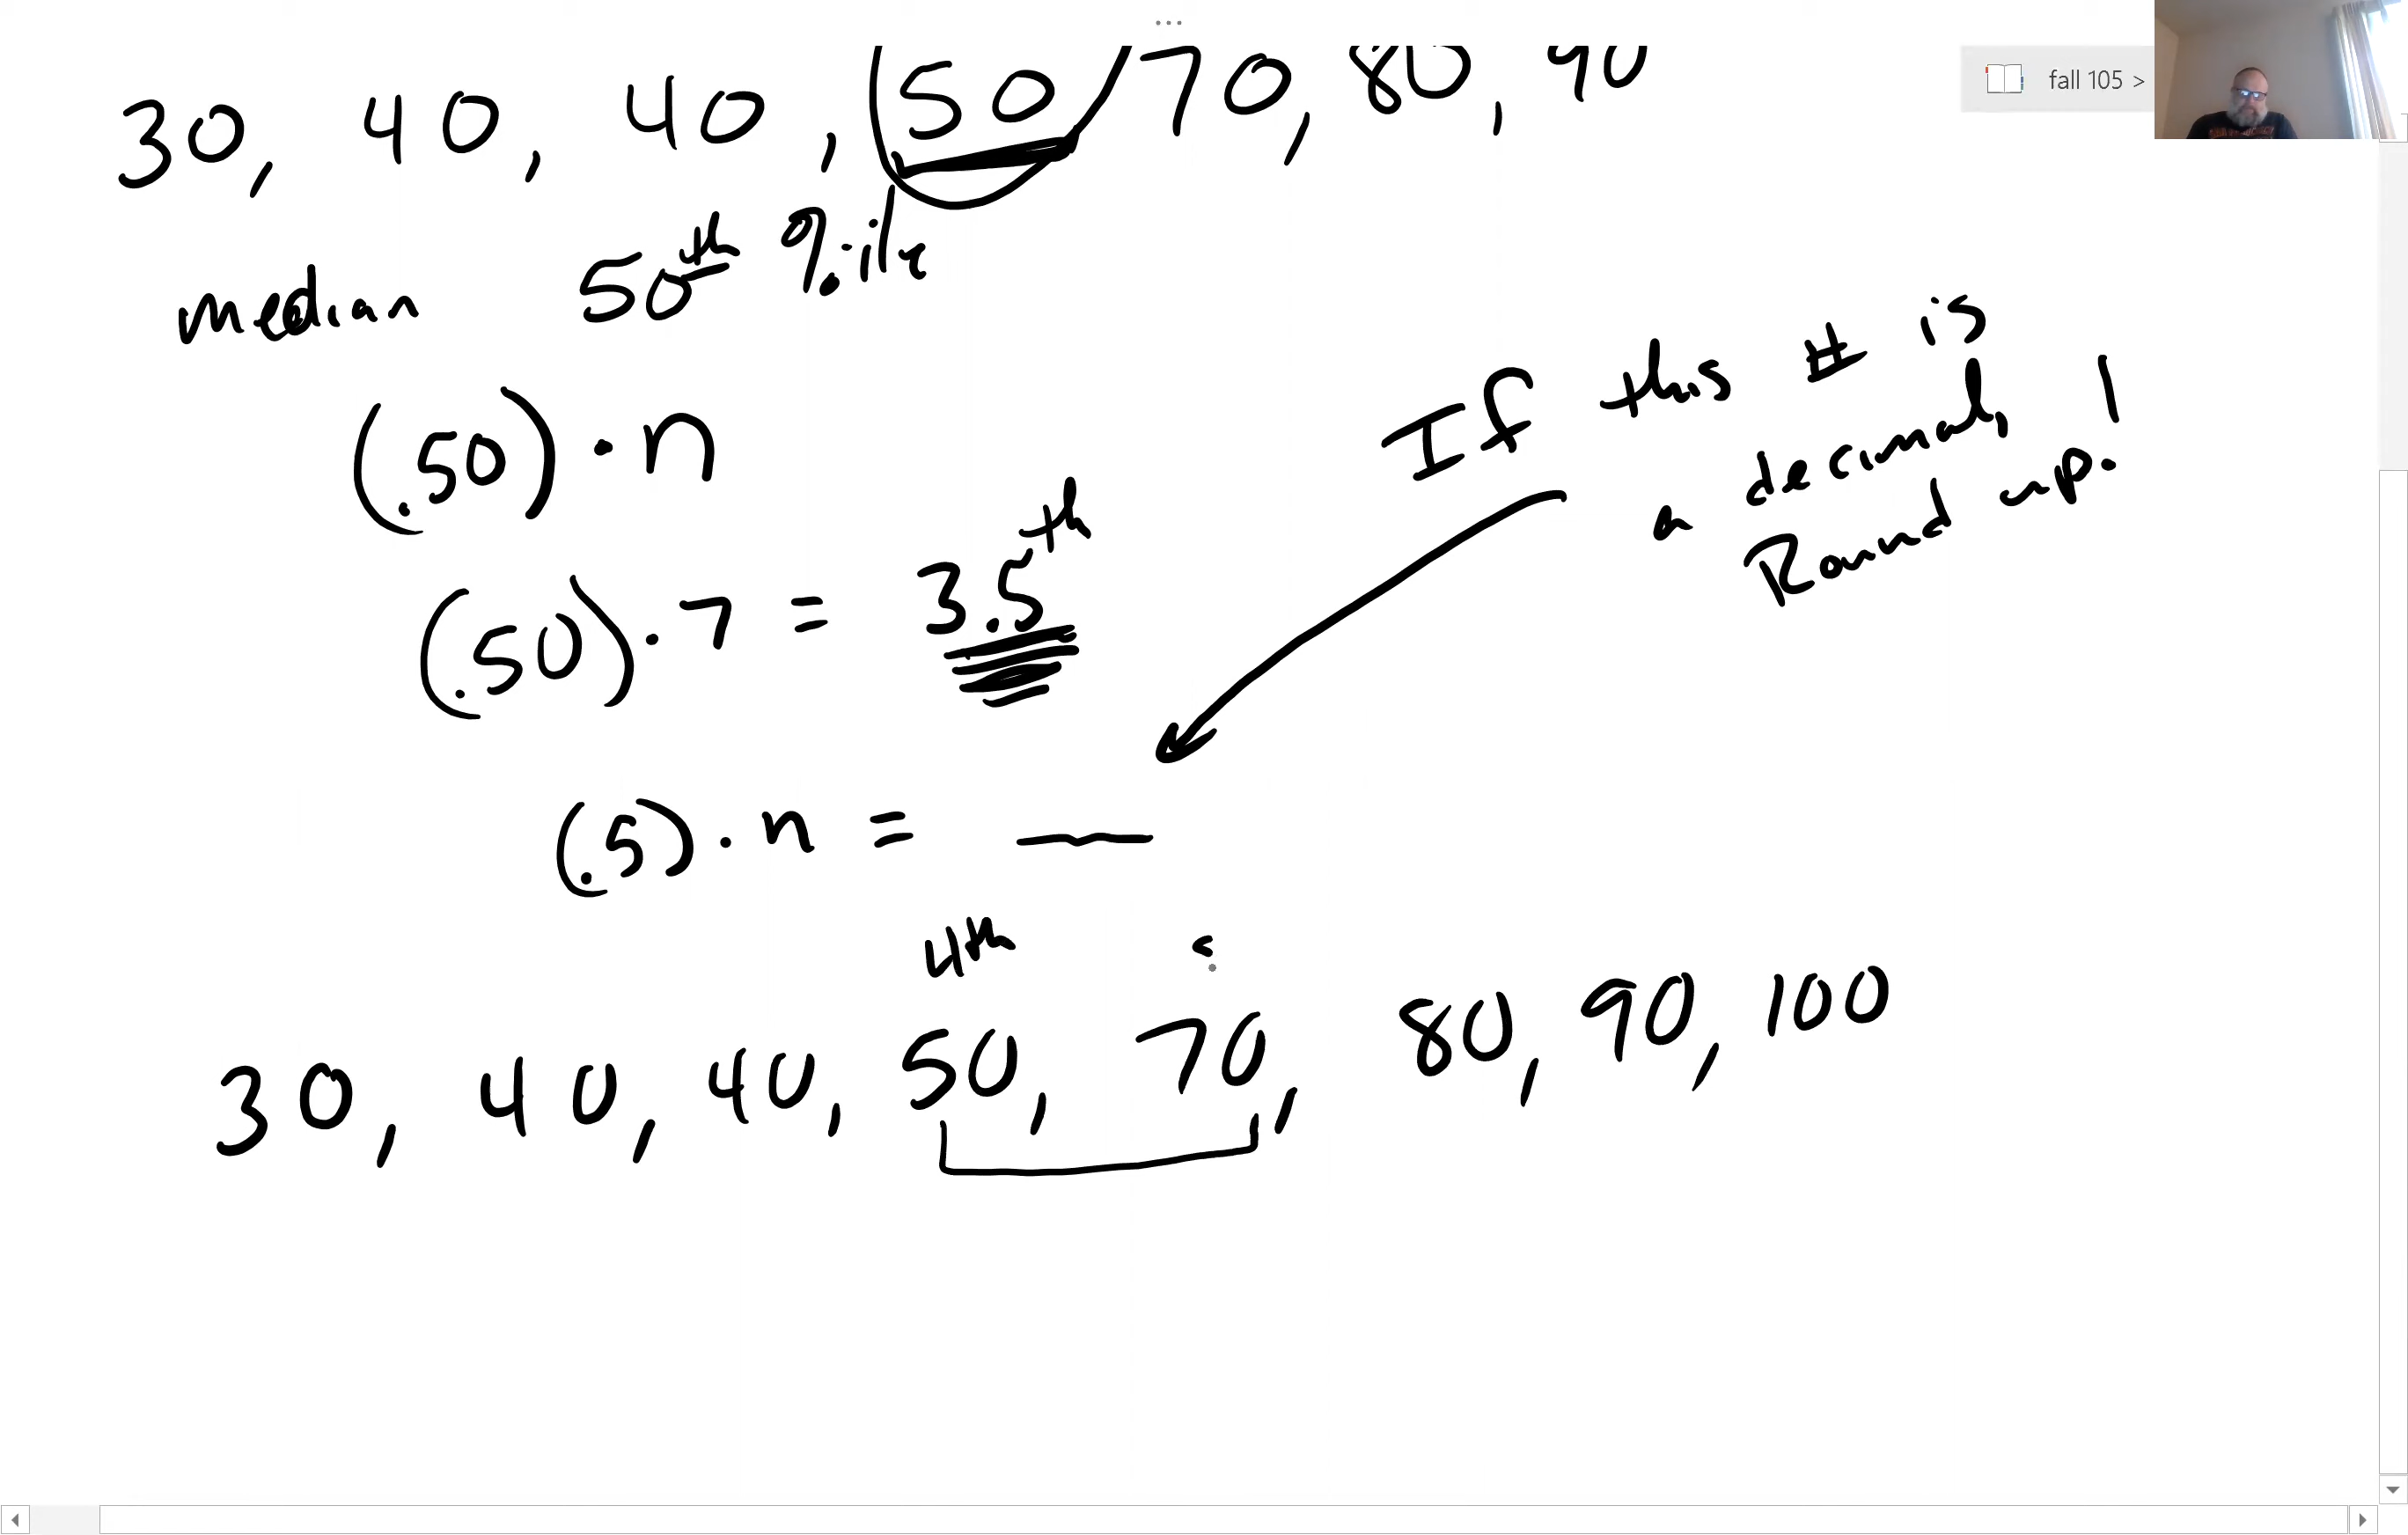 30, 40, 40, 50, 70, 80, 90
fall 105 >
median 50th %ile
(.50) · n
If this # is
a decimal,
Round up.
(.50) · 7 = 3.5th
(.5) · n = __
4th
30, 40, 40, 50, 70, 80, 90, 100